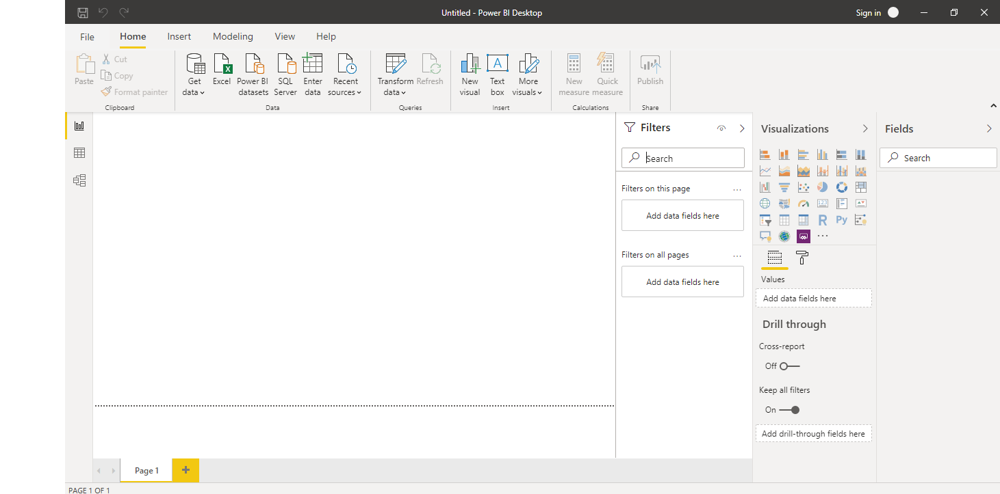 Untitled - Power BI Desktop
Sign in
File
Home
Insert
Modeling
View
Help
Paste
Cut
Copy
Format painter
Clipboard
Get
data
Excel
Power BI
datasets
SQL
Server
Enter
data
Recent
sources
Data
Transform
data
Refresh
Queries
New
visual
A
Text
box
More
visuals
Insert
New
measure
Quick
measure
Calculations
Publish
Share
Filters
Search
Filters on this page
...
Add data fields here
Filters on all pages
...
Add data fields here
Visualizations
123
R
Py
...
Values
Add data fields here
Drill through
Cross-report
Off
Keep all filters
On
Add drill-through fields here
Fields
Search
Page 1
PAGE 1 OF 1